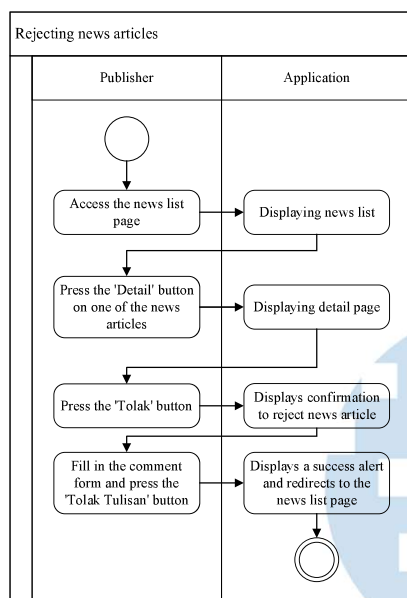 Rejecting news articles
Publisher
Application
Access the news list
page
Displaying news list
Press the 'Detail' button
on one of the news
articles
Displaying detail page
Press the 'Tolak' button
Displays confirmation
to reject news article
Fill in the comment
form and press the
'Tolak Tulisan' button
Displays a success alert
and redirects to the
news list page